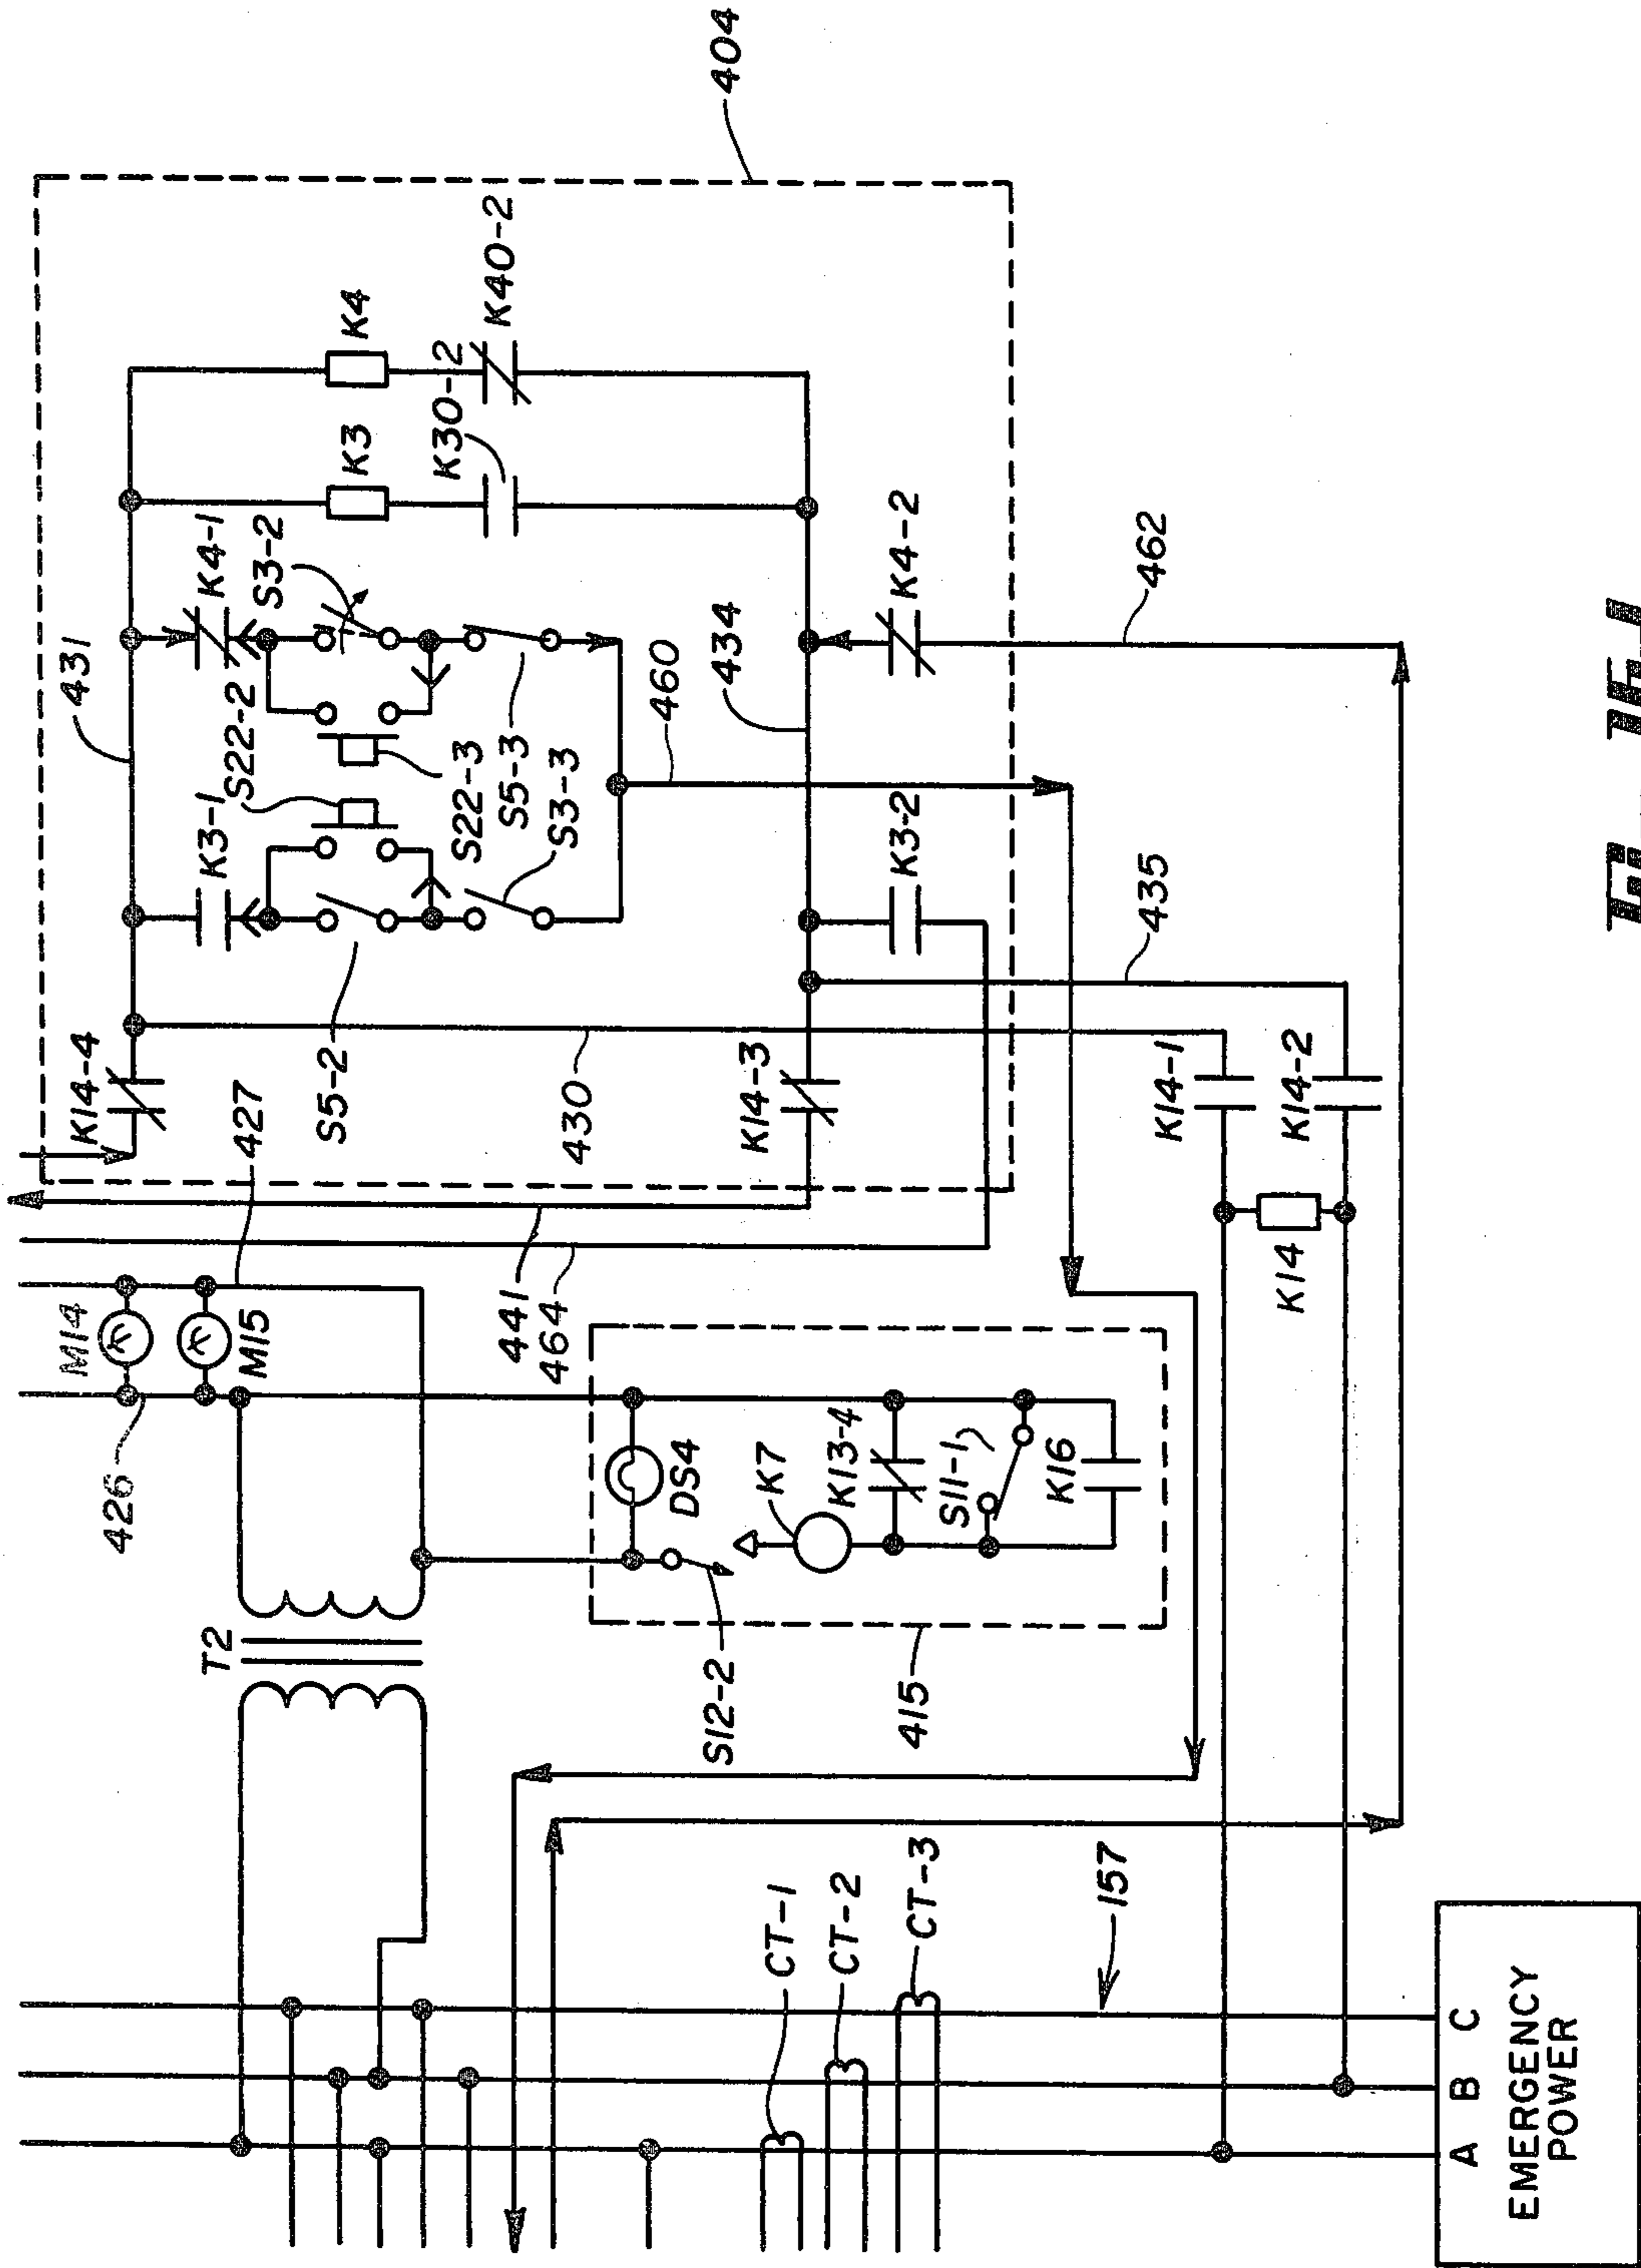 404
431
K4
K40-2
K3
K30-2
K4-1
S3-2
S22-2
K3-1
S22-3
S5-3
S3-3
K4-2
462
434
460
K3-2
435
S5-2
K14-4
427
430
K14-3
K14-1
K14-2
K14
M14
M15
426
441
464
DS4
K7
K13-4
S11-1
K16
T2
S12-2
415
CT-1
CT-2
CT-3
157
A B C
EMERGENCY
POWER